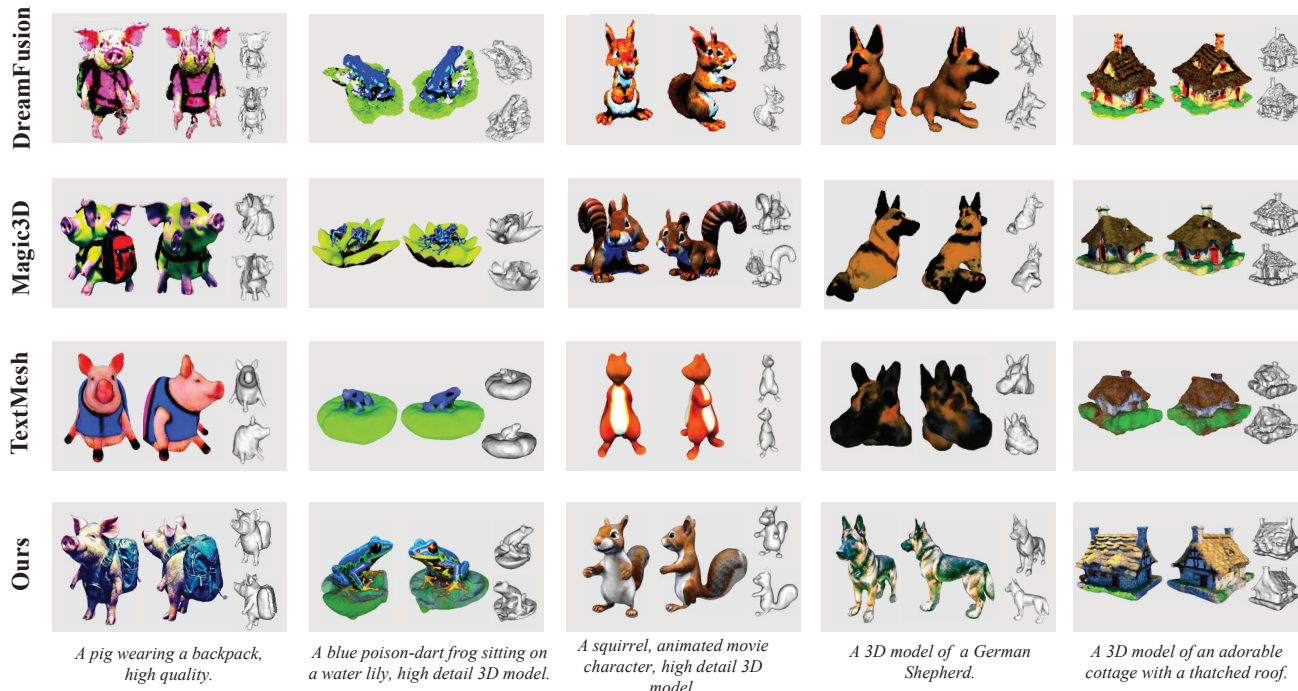 DreamFusion
Magic3D
TextMesh
Ours
A pig wearing a backpack,
high quality.
A blue poison-dart frog sitting on
a water lily, high detail 3D model.
A squirrel, animated movie
character, high detail 3D
model
A 3D model of a German
Shepherd.
A 3D model of an adorable
cottage with a thatched roof.